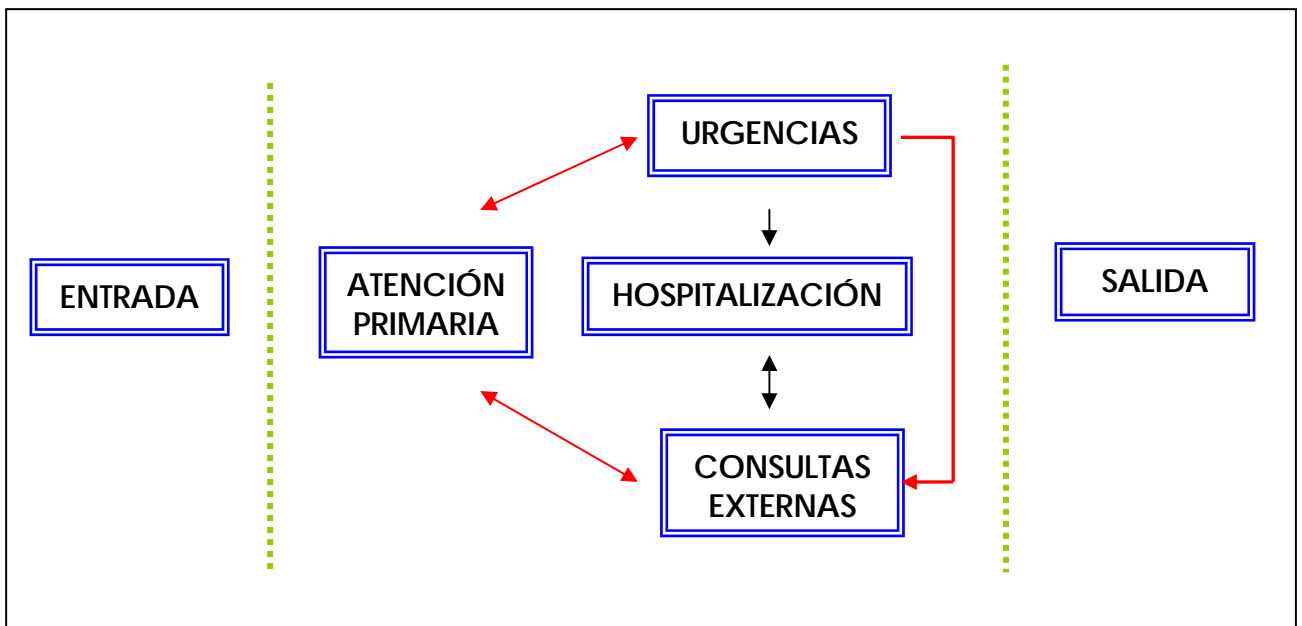 ENTRADA
ATENCIÓN
PRIMARIA
URGENCIAS
HOSPITALIZACIÓN
CONSULTAS
EXTERNAS
SALIDA